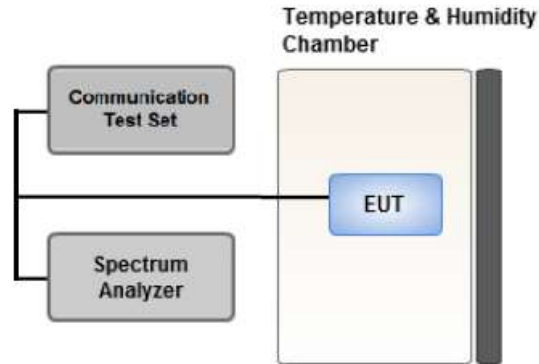 Temperature & Humidity
Chamber
Communication
Test Set
EUT
Spectrum
Analyzer